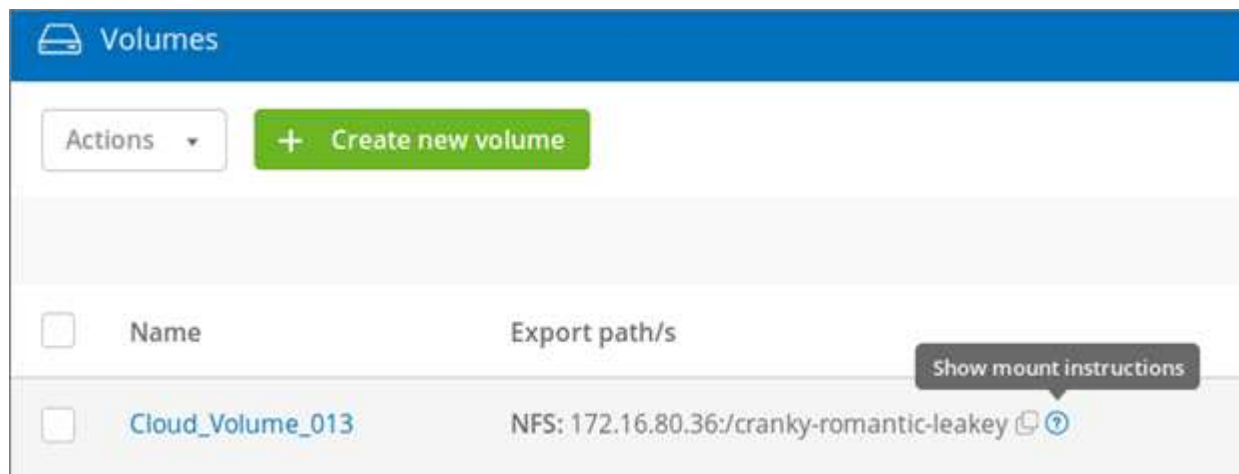 Volumes
Actions
+ Create new volume
Name Export path/s
Show mount instructions
Cloud_Volume_013 NFS: 172.16.80.36:/cranky-romantic-leakey